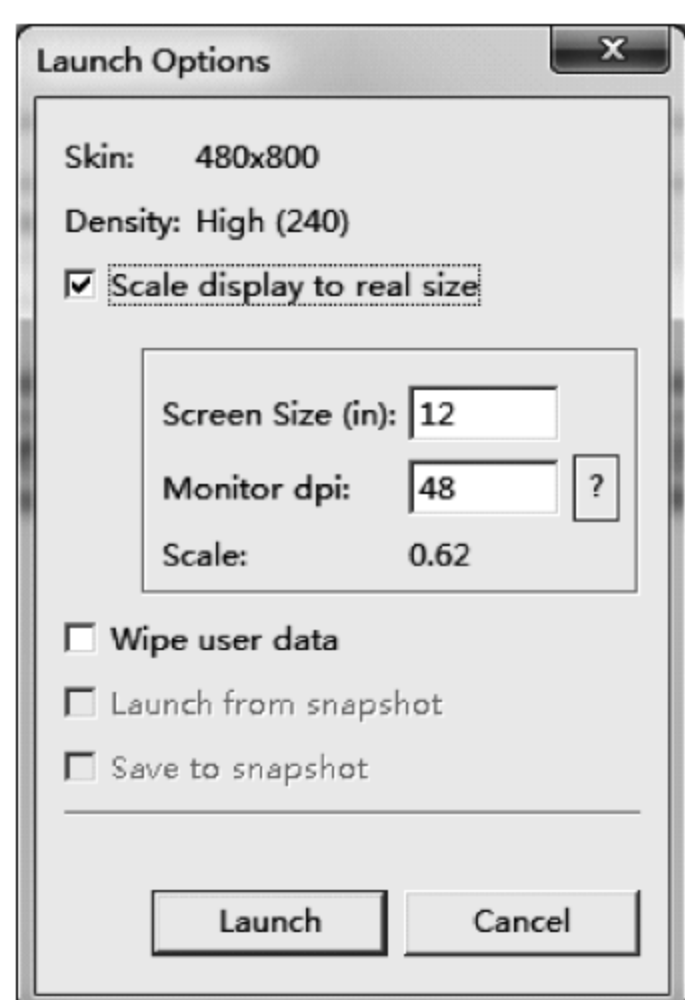 Launch Options
Skin: 480x800
Density: High (240)
Scale display to real size
Screen Size (in): 12
Monitor dpi: 48 ?
Scale: 0.62
Wipe user data
Launch from snapshot
Save to snapshot
Launch Cancel